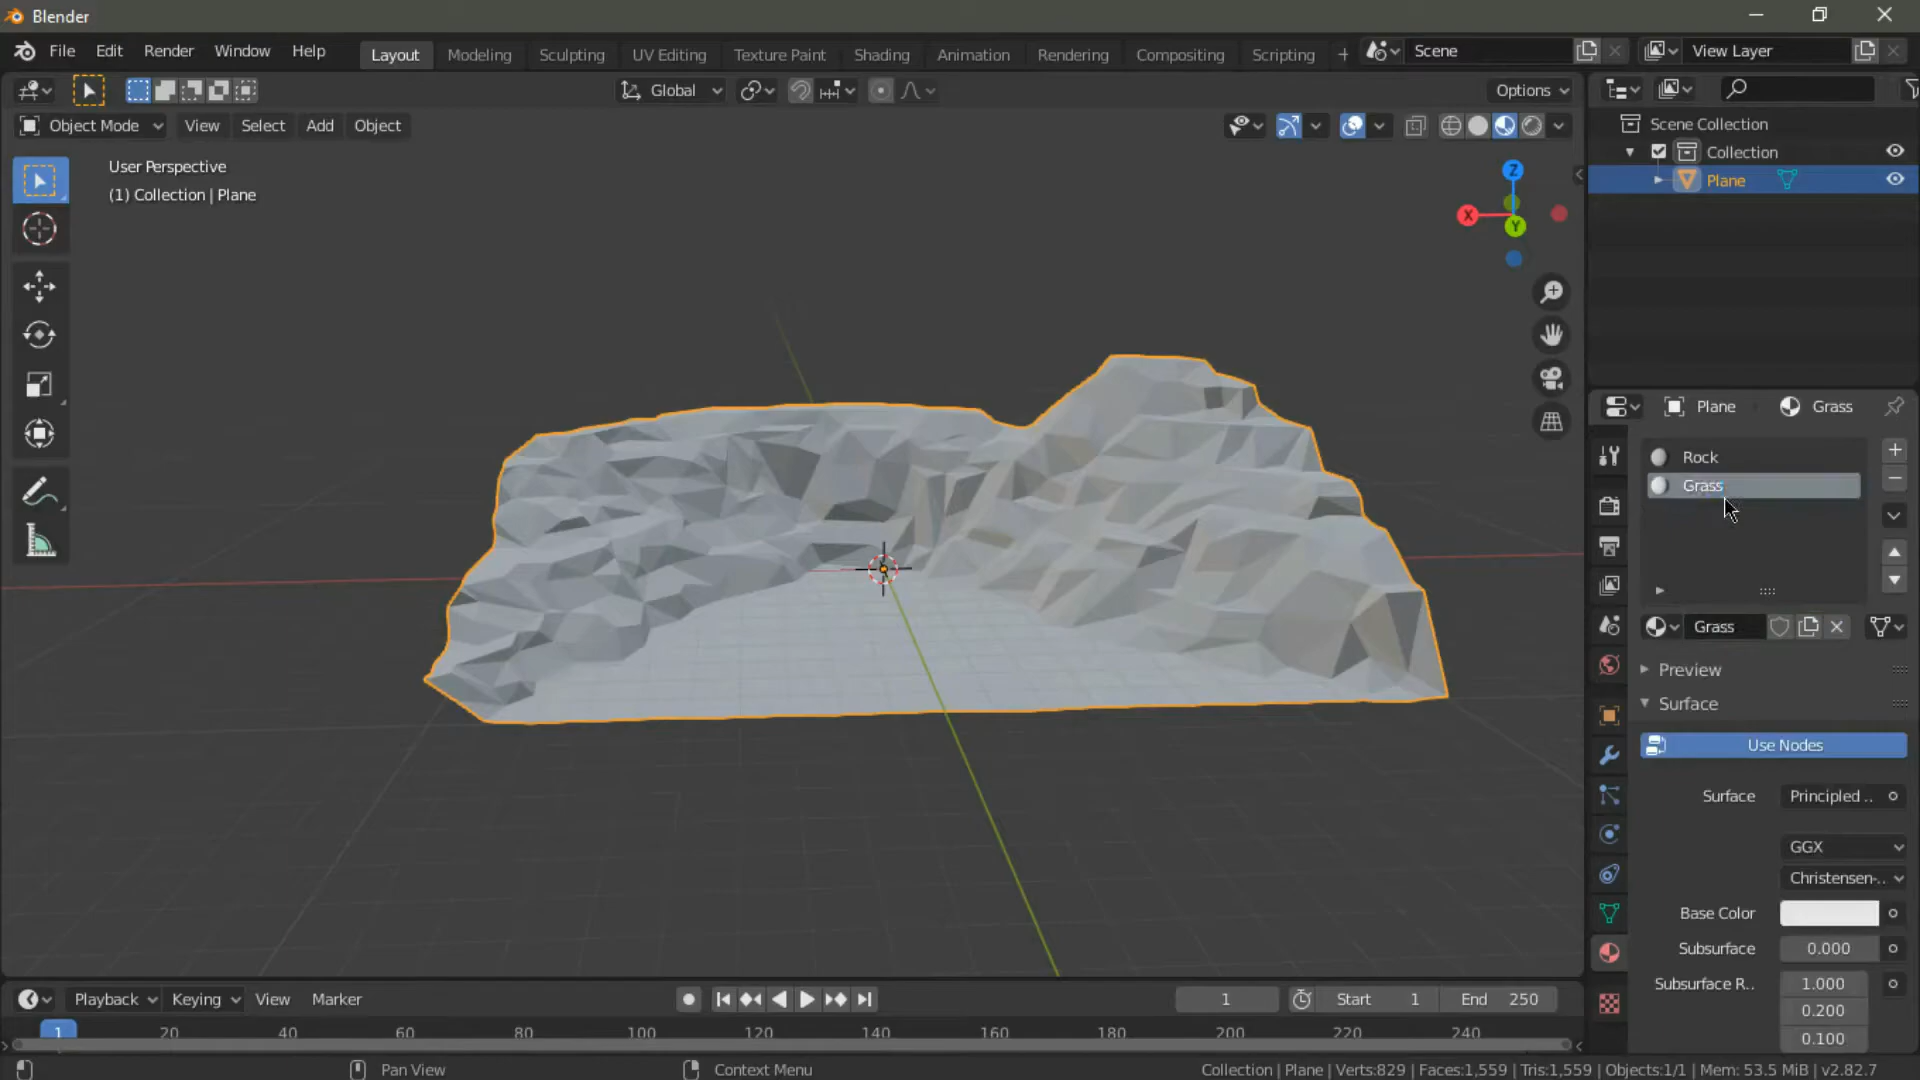 Blender
File Edit Render Window Help Layout Modeling Sculpting UV Editing Texture Paint Shading Animation Rendering Compositing Scripting + Scene View Layer
Global Options
Object Mode View Select Add Object
User Perspective
(1) Collection | Plane
Z
X
Y
Scene Collection
Collection
Plane
Plane Grass
Rock
Grass
Grass
Preview
Surface
Use Nodes
Surface Principled ..
GGX
Christensen-..
Base Color
Subsurface 0.000
Subsurface R.. 1.000
0.200
0.100
Playback Keying View Marker 1 Start 1 End 250
1 20 40 60 80 100 120 140 160 180 200 220 240
Pan View Context Menu Collection | Plane | Verts:829 | Faces:1,559 | Tris:1,559 | Objects:1/1 | Mem: 53.5 MiB | v2.82.7